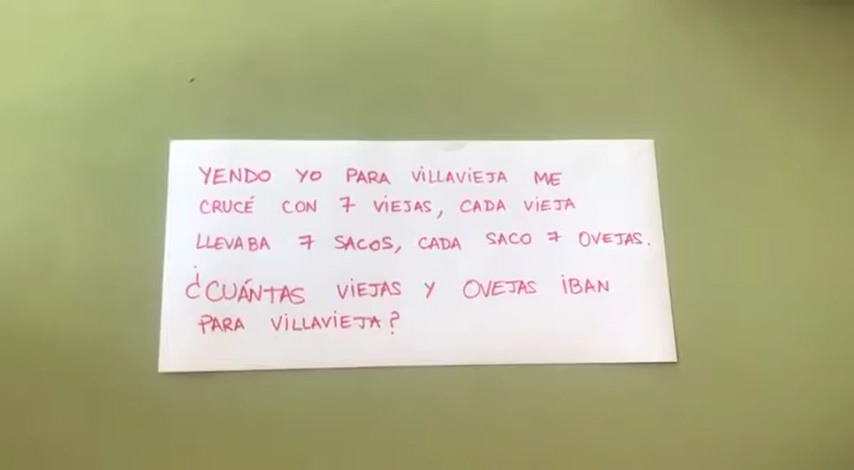 YENDO YO PARA VILLAVIEJA ME
CRUCÉ CON 7 VIEJAS, CADA VIEJA
LLEVABA 7 SACOS, CADA SACO 7 OVEJAS.
¿CUÁNTAS VIEJAS Y OVEJAS IBAN
PARA VILLAVIEJA?